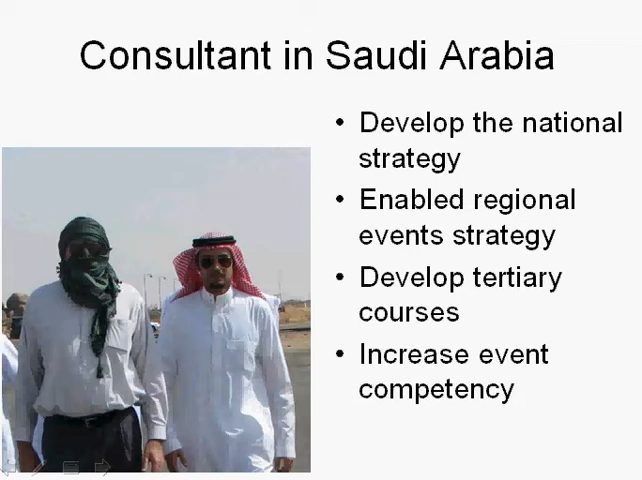 Consultant in Saudi Arabia
• Develop the national
strategy
• Enabled regional
events strategy
• Develop tertiary
courses
• Increase event
competency